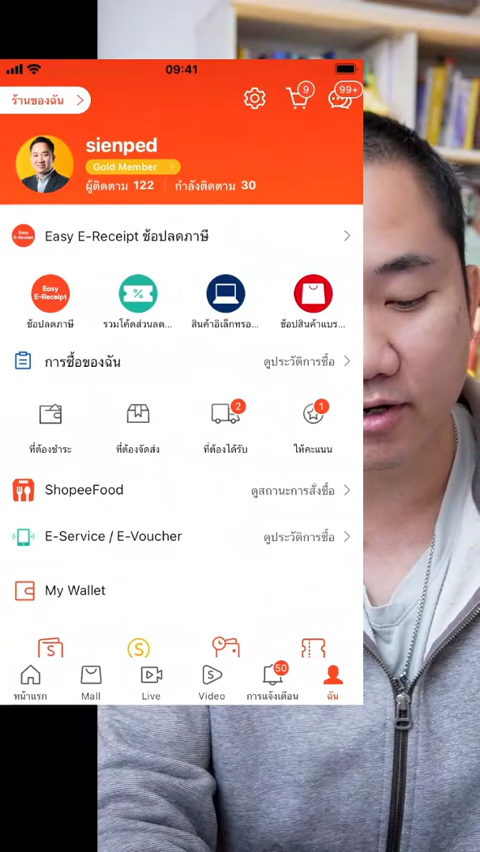 09:41
ร้านของฉัน
9
99+
sienped
Gold Member
ผู้ติดตาม 122 กำลังติดตาม 30
Easy E-Receipt
Easy E-Receipt ช้อปลดภาษี
Easy
E-Receipt
ช้อปลดภาษี
รวมโค้ดส่วนลด...
สินค้าอิเล็กทรอ...
ช้อปสินค้าแบร...
การซื้อของฉัน
ดูประวัติการซื้อ
2
1
ที่ต้องชำระ
ที่ต้องจัดส่ง
ที่ต้องได้รับ
ให้คะแนน
ShopeeFood
ดูสถานะการสั่งซื้อ
E-Service / E-Voucher
ดูประวัติการซื้อ
My Wallet
50
หน้าแรก
Mall
Live
Video
การแจ้งเตือน
ฉัน